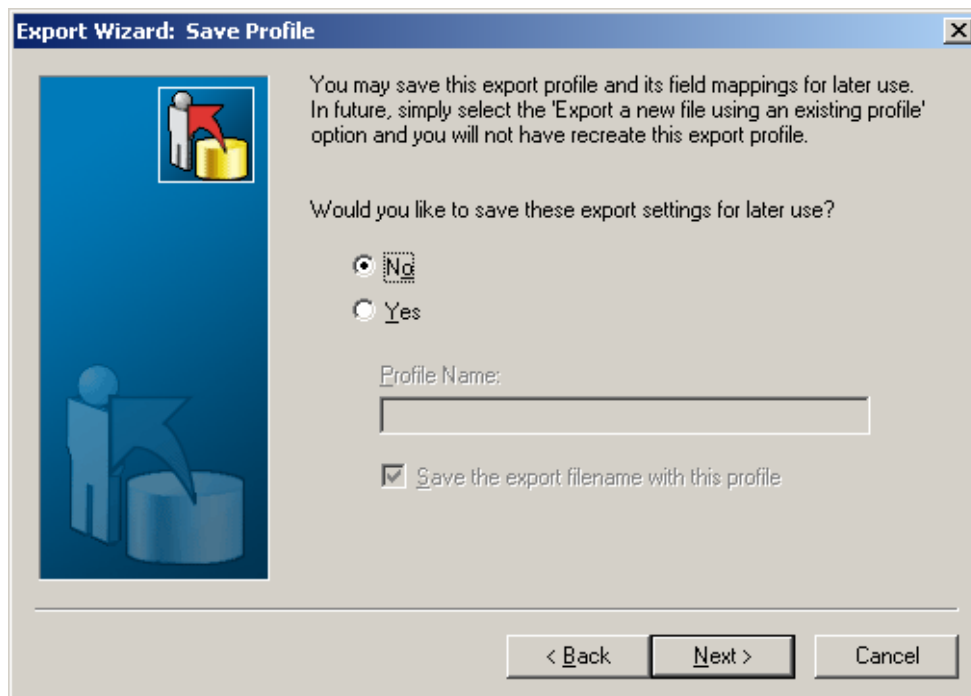 Export Wizard: Save Profile
You may save this export profile and its field mappings for later use.
In future, simply select the 'Export a new file using an existing profile'
option and you will not have recreate this export profile.
Would you like to save these export settings for later use?
No
Yes
Profile Name:
Save the export filename with this profile
< Back
Next >
Cancel